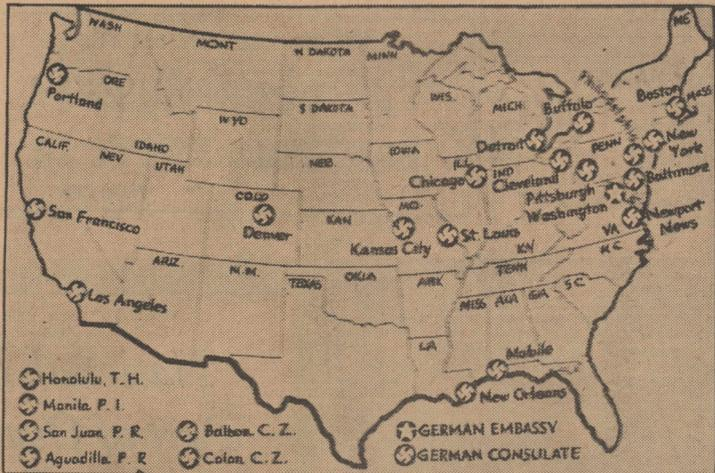 WASH
MONT
N DAKOTA
MINN
ME
ORE
Portland
S DAKOTA
WIS.
MICH.
Buffalo
Boston
MASS
WYO
Detroit
PENN
New
York
CALIF.
NEV
IDAHO
UTAH
NEB.
IOWA
ILL
IND
Chicago
Cleveland
Baltimore
Pittsburgh
COLO
MO.
Washington
San Francisco
Denver
KAN
Kansas City
St. Louis
VA
Newport
News
KY
N.C.
ARIZ.
N.M.
TEXAS
OKLA
ARK
TENN
S.C.
Los Angeles
MISS
ALA
GA
LA
Mobile
New Orleans
Honolulu, T. H.
Manila P. I.
San Juan P. R.
Balboa C. Z.
GERMAN EMBASSY
Aguadilla P. R
Colon C. Z.
GERMAN CONSULATE